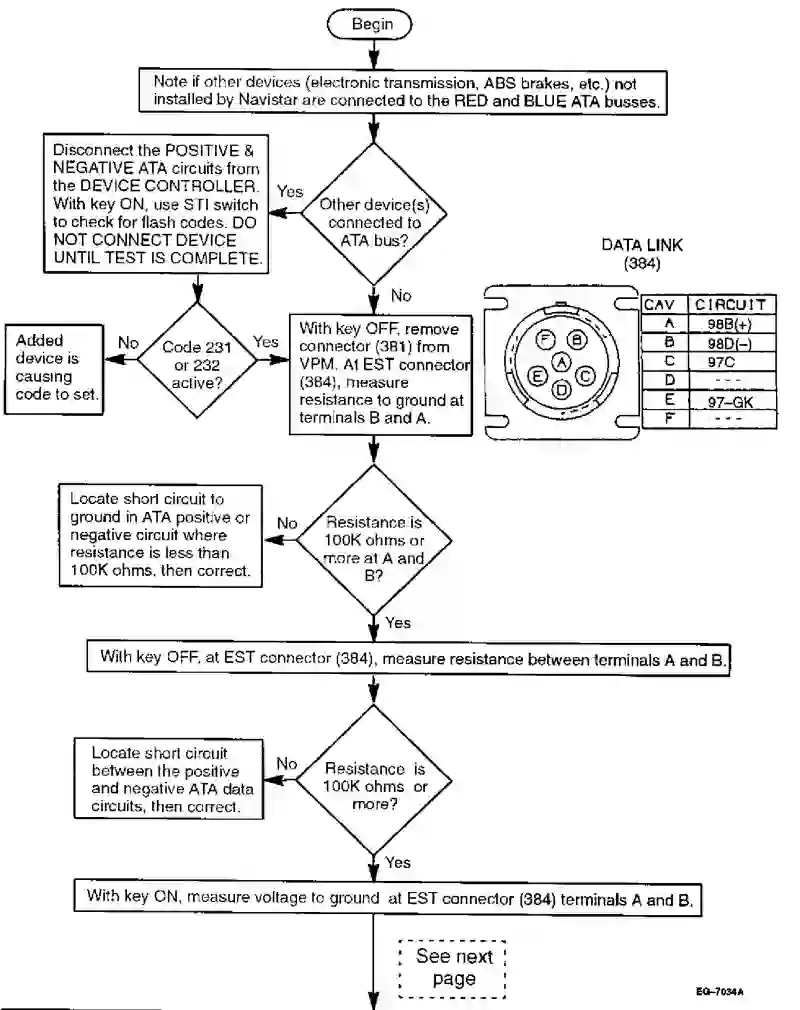 Begin
Note if other devices (electronic transmission, ABS brakes, etc.) not
installed by Navistar are connected to the RED and BLUE ATA busses.
Disconnect the POSITIVE &
NEGATIVE ATA circuits from
the DEVICE CONTROLLER.
With key ON, use STI switch
to check for flash codes. DO
NOT CONNECT DEVICE
UNTIL TEST IS COMPLETE.
Yes
Other device(s)
connected to
ATA bus?
No
DATA LINK
(384)
CAV CIRCUIT
A 98B(+)
B 98D(–)
C 97C
D - - -
E 97–GK
F - - -
F
B
A
E
C
D
Added
device is
causing
code to set.
No
Code 231
or 232
active?
Yes
With key OFF, remove
connector (381) from
VPM. At EST connector
(384), measure
resistance to ground at
terminals B and A.
Locate short circuit to
ground in ATA positive or
negative circuit where
resistance is less than
100K ohms, then correct.
No
Resistance is
100K ohms or
more at A and
B?
Yes
With key OFF, at EST connector (384), measure resistance between terminals A and B.
Locate short circuit
between the positive
and negative ATA data
circuits, then correct.
No
Resistance is
100K ohms or
more?
Yes
With key ON, measure voltage to ground at EST connector (384) terminals A and B.
See next
page
EG–7034A